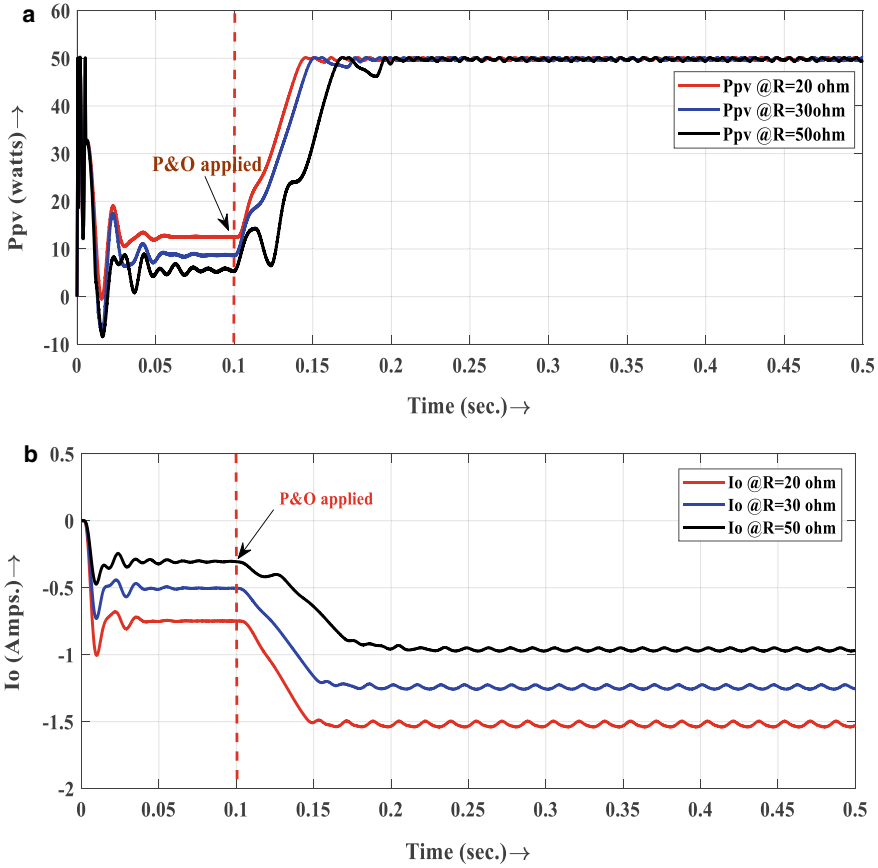 a
60
50
40
30
20
10
0
-10
Ppv (watts)→
Ppv @R=20 ohm
Ppv @R=30ohm
Ppv @R=50ohm
P&O applied
0 0.05 0.1 0.15 0.2 0.25 0.3 0.35 0.4 0.45 0.5
Time (sec.)→
b
0.5
0
-0.5
-1
-1.5
-2
Io (Amps.)→
Io @R=20 ohm
Io @R=30 ohm
Io @R=50 ohm
P&O applied
0 0.05 0.1 0.15 0.2 0.25 0.3 0.35 0.4 0.45 0.5
Time (sec.)→